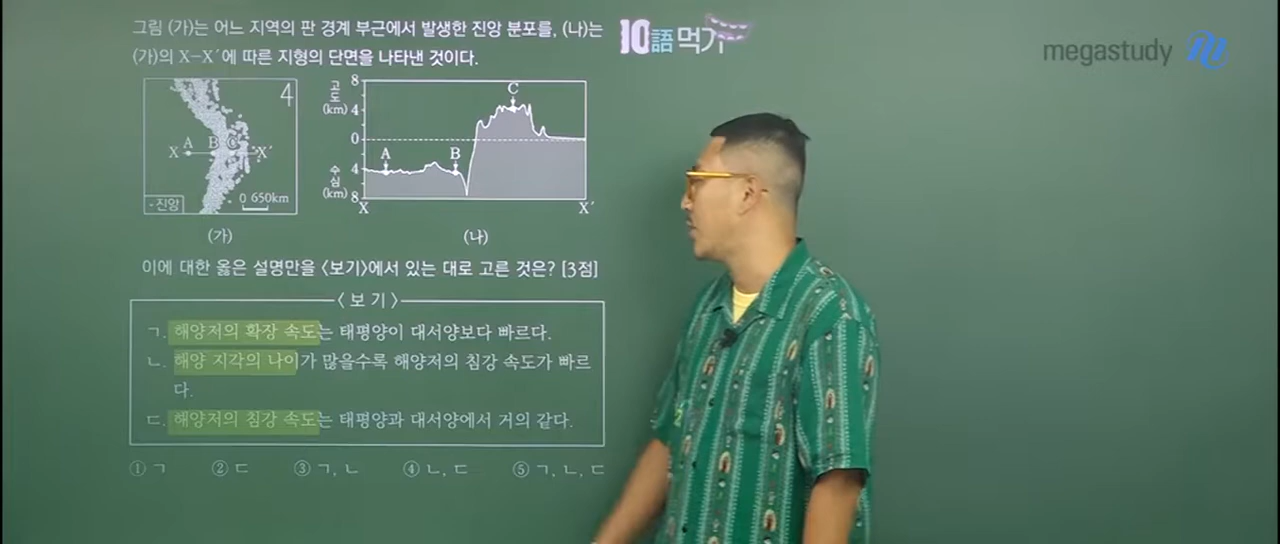 그림 (가)는 어느 지역의 판 경계 부근에서 발생한 진앙 분포를, (나)는
(가)의 X-X′에 따른 지형의 단면을 나타낸 것이다.
10語 먹기
megastudy
4
X A B C X′
-진앙
0 650km
(가)
고도 (km)
8
4
0
수심 (km)
4
8
A
B
C
X X′
(나)
이에 대한 옳은 설명만을 <보기>에서 있는 대로 고른 것은? [3점]
<보 기>
ㄱ. 해양저의 확장 속도는 태평양이 대서양보다 빠르다.
ㄴ. 해양 지각의 나이가 많을수록 해양저의 침강 속도가 빠르
다.
ㄷ. 해양저의 침강 속도는 태평양과 대서양에서 거의 같다.
① ㄱ ② ㄷ ③ ㄱ, ㄴ ④ ㄴ, ㄷ ⑤ ㄱ, ㄴ, ㄷ